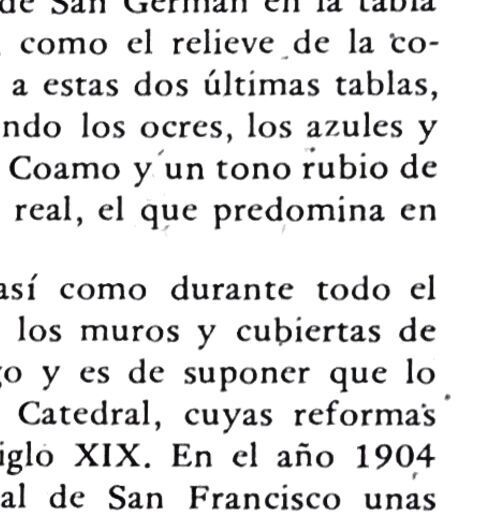 de San Germán en la tabla
como el relieve de la co-
a estas dos últimas tablas,
ndo los ocres, los azules y
Coamo y un tono rubio de
real, el que predomina en
así como durante todo el
los muros y cubiertas de
go y es de suponer que lo
Catedral, cuyas reformas
iglo XIX. En el año 1904
al de San Francisco unas